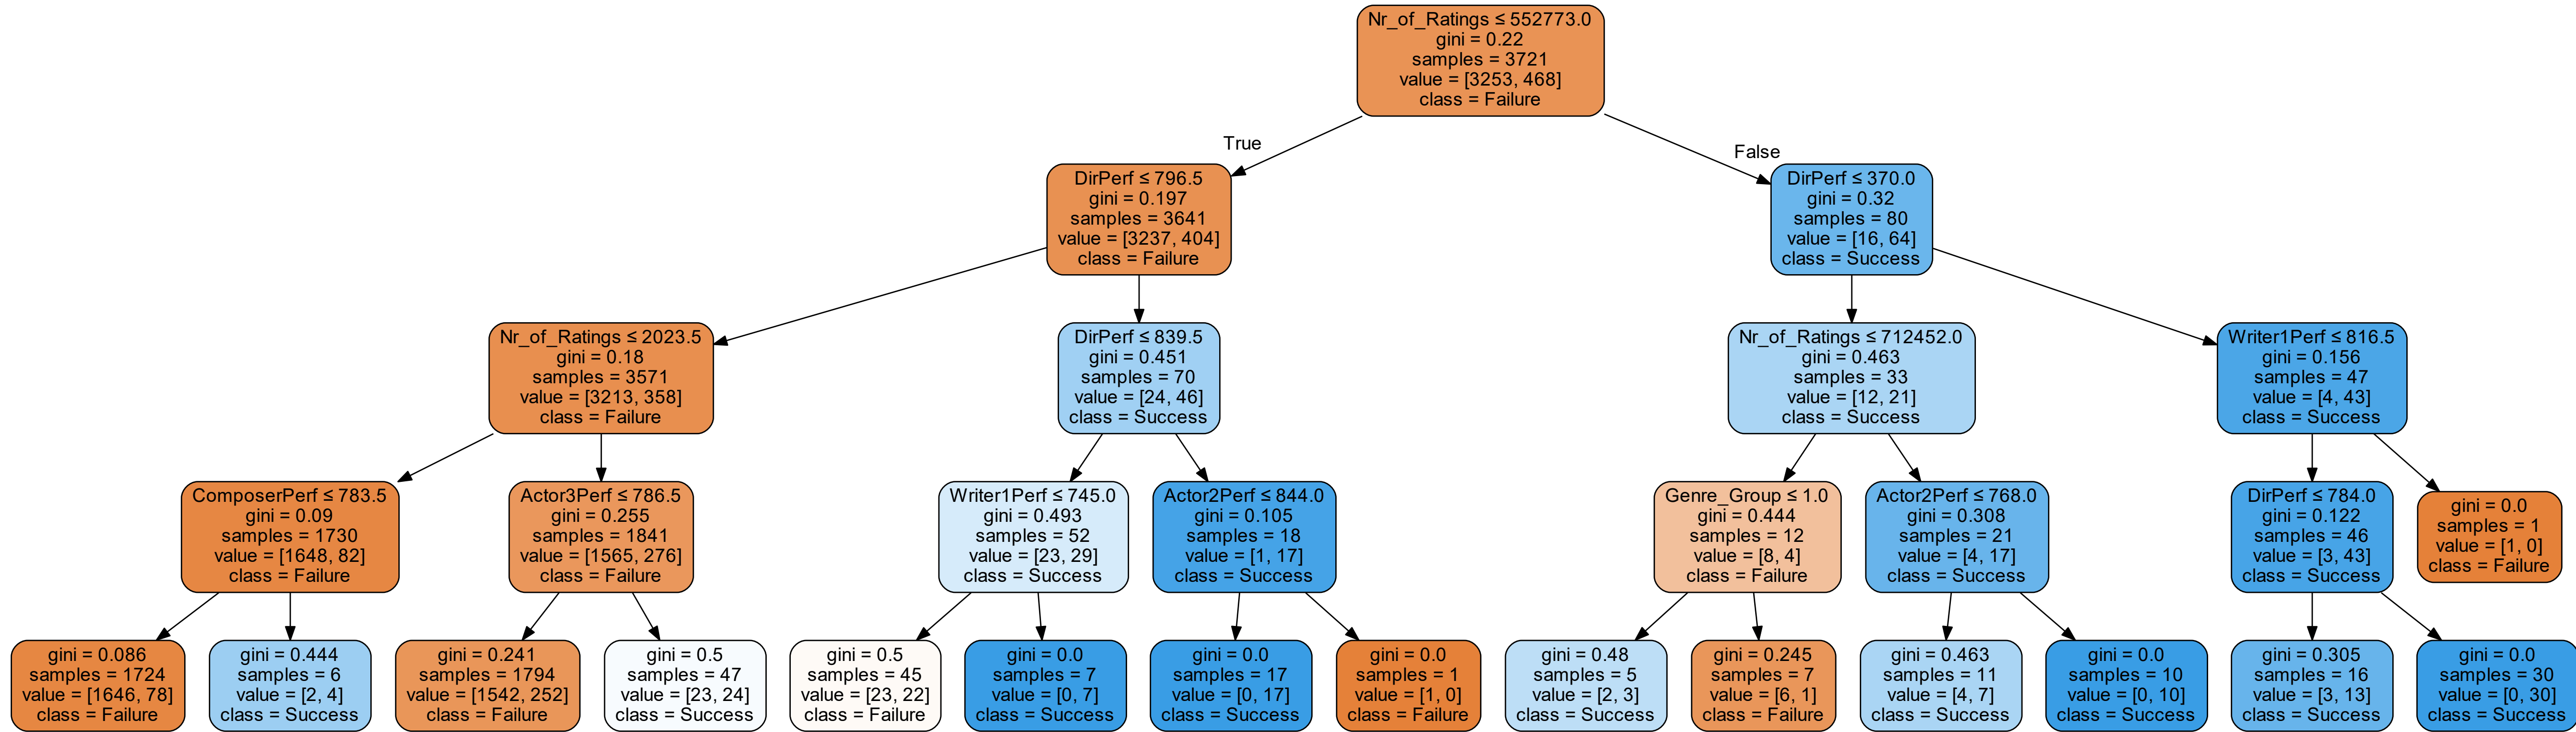 Nr_of_Ratings ≤ 552773.0
gini = 0.22
samples = 3721
value = [3253, 468]
class = Failure
True
False
DirPerf ≤ 796.5
gini = 0.197
samples = 3641
value = [3237, 404]
class = Failure
DirPerf ≤ 370.0
gini = 0.32
samples = 80
value = [16, 64]
class = Success
Nr_of_Ratings ≤ 2023.5
gini = 0.18
samples = 3571
value = [3213, 358]
class = Failure
DirPerf ≤ 839.5
gini = 0.451
samples = 70
value = [24, 46]
class = Success
Nr_of_Ratings ≤ 712452.0
gini = 0.463
samples = 33
value = [12, 21]
class = Success
Writer1Perf ≤ 816.5
gini = 0.156
samples = 47
value = [4, 43]
class = Success
ComposerPerf ≤ 783.5
gini = 0.09
samples = 1730
value = [1648, 82]
class = Failure
Actor3Perf ≤ 786.5
gini = 0.255
samples = 1841
value = [1565, 276]
class = Failure
Writer1Perf ≤ 745.0
gini = 0.493
samples = 52
value = [23, 29]
class = Success
Actor2Perf ≤ 844.0
gini = 0.105
samples = 18
value = [1, 17]
class = Success
Genre_Group ≤ 1.0
gini = 0.444
samples = 12
value = [8, 4]
class = Failure
Actor2Perf ≤ 768.0
gini = 0.308
samples = 21
value = [4, 17]
class = Success
DirPerf ≤ 784.0
gini = 0.122
samples = 46
value = [3, 43]
class = Success
gini = 0.0
samples = 1
value = [1, 0]
class = Failure
gini = 0.086
samples = 1724
value = [1646, 78]
class = Failure
gini = 0.444
samples = 6
value = [2, 4]
class = Success
gini = 0.241
samples = 1794
value = [1542, 252]
class = Failure
gini = 0.5
samples = 47
value = [23, 24]
class = Success
gini = 0.5
samples = 45
value = [23, 22]
class = Failure
gini = 0.0
samples = 7
value = [0, 7]
class = Success
gini = 0.0
samples = 17
value = [0, 17]
class = Success
gini = 0.0
samples = 1
value = [1, 0]
class = Failure
gini = 0.48
samples = 5
value = [2, 3]
class = Success
gini = 0.245
samples = 7
value = [6, 1]
class = Failure
gini = 0.463
samples = 11
value = [4, 7]
class = Success
gini = 0.0
samples = 10
value = [0, 10]
class = Success
gini = 0.305
samples = 16
value = [3, 13]
class = Success
gini = 0.0
samples = 30
value = [0, 30]
class = Success